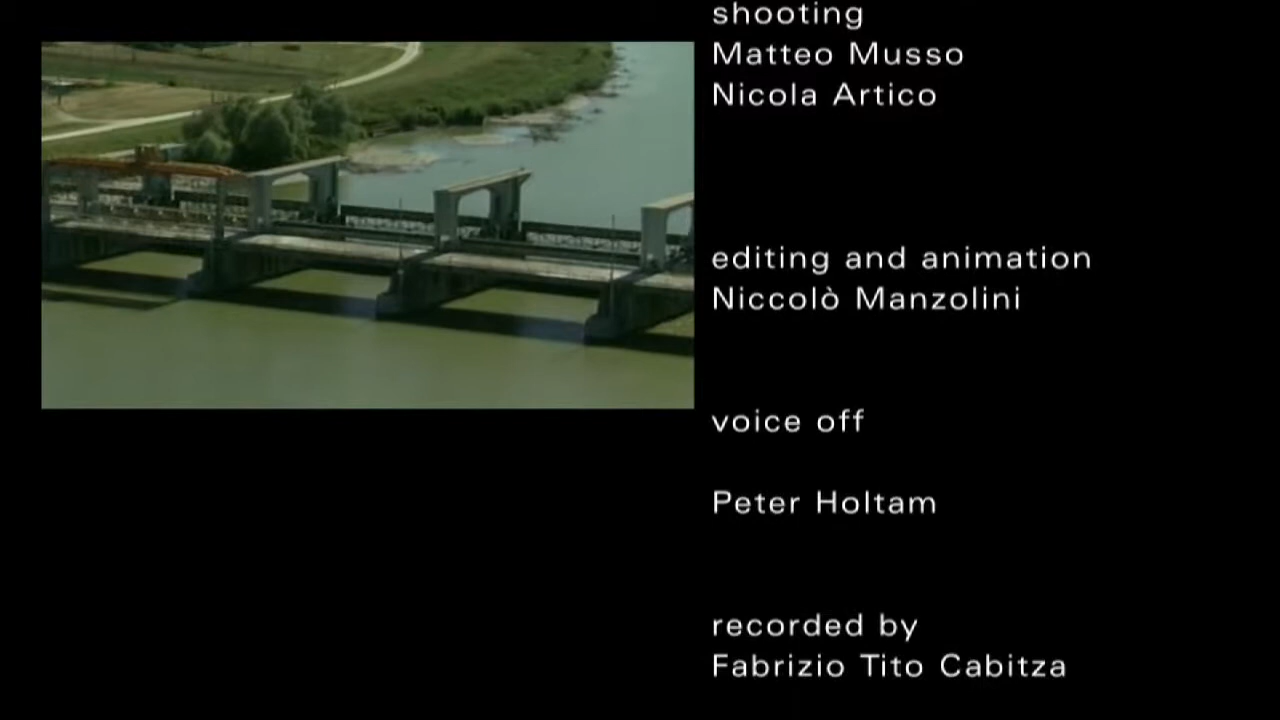 shooting
Matteo Musso
Nicola Artico
editing and animation
Niccolò Manzolini
voice off
Peter Holtam
recorded by
Fabrizio Tito Cabitza